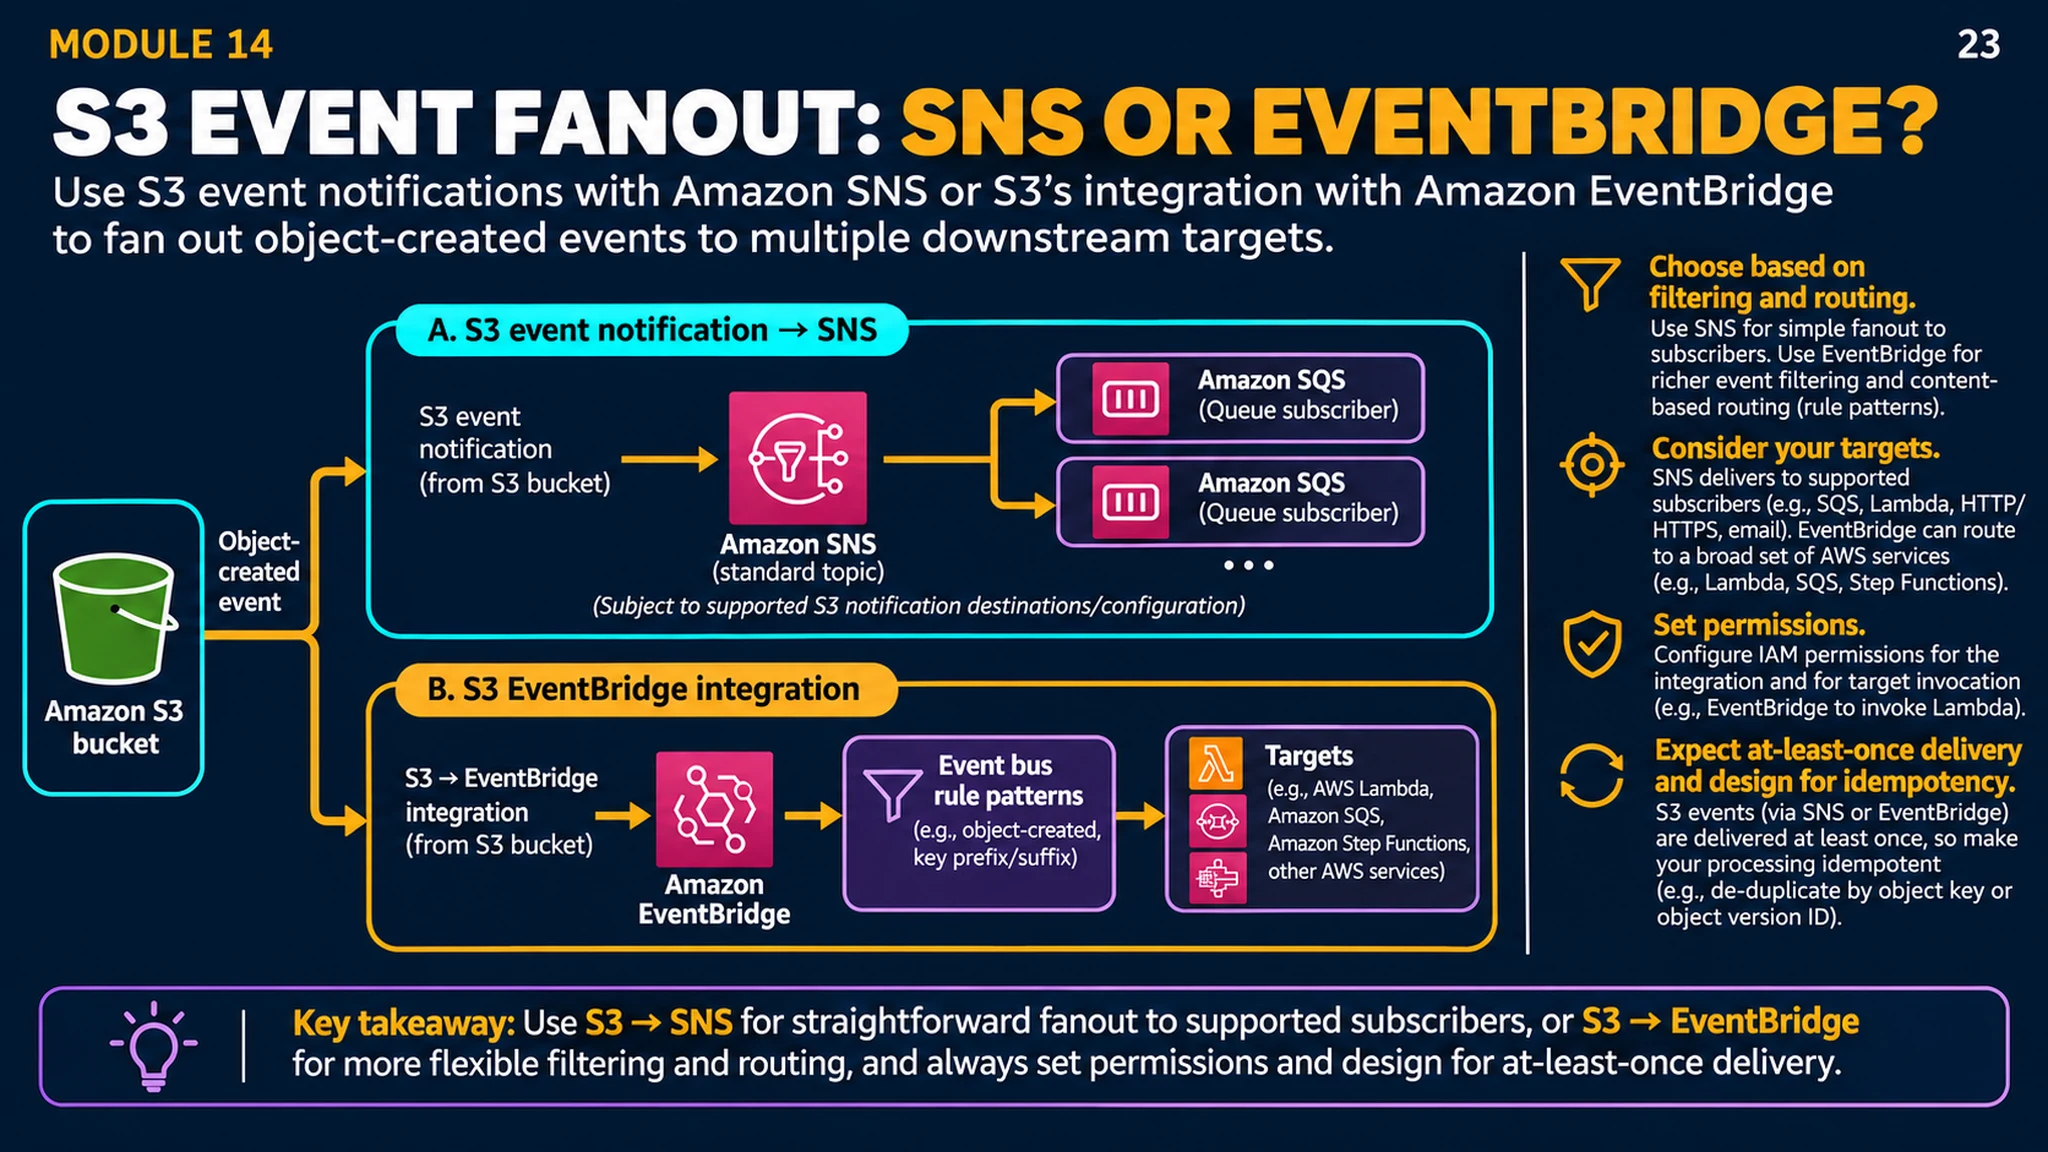 MODULE 14
23
S3 EVENT FANOUT: SNS OR EVENTBRIDGE?
Use S3 event notifications with Amazon SNS or S3's integration with Amazon EventBridge
to fan out object-created events to multiple downstream targets.
Amazon S3
bucket
Object-
created
event
A. S3 event notification → SNS
S3 event
notification
(from S3 bucket)
Amazon SNS
(standard topic)
Amazon SQS
(Queue subscriber)
Amazon SQS
(Queue subscriber)
• • •
(Subject to supported S3 notification destinations/configuration)
B. S3 EventBridge integration
S3 → EventBridge
integration
(from S3 bucket)
Amazon
EventBridge
Event bus
rule patterns
(e.g., object-created,
key prefix/suffix)
Targets
(e.g., AWS Lambda,
Amazon SQS,
Amazon Step Functions,
other AWS services)
Choose based on
filtering and routing.
Use SNS for simple fanout to
subscribers. Use EventBridge for
richer event filtering and content-
based routing (rule patterns).
Consider your targets.
SNS delivers to supported
subscribers (e.g., SQS, Lambda, HTTP/
HTTPS, email). EventBridge can route
to a broad set of AWS services
(e.g., Lambda, SQS, Step Functions).
Set permissions.
Configure IAM permissions for the
integration and for target invocation
(e.g., EventBridge to invoke Lambda).
Expect at-least-once delivery
and design for idempotency.
S3 events (via SNS or EventBridge)
are delivered at least once, so make
your processing idempotent
(e.g., de-duplicate by object key or
object version ID).
Key takeaway: Use S3 → SNS for straightforward fanout to supported subscribers, or S3 → EventBridge
for more flexible filtering and routing, and always set permissions and design for at-least-once delivery.